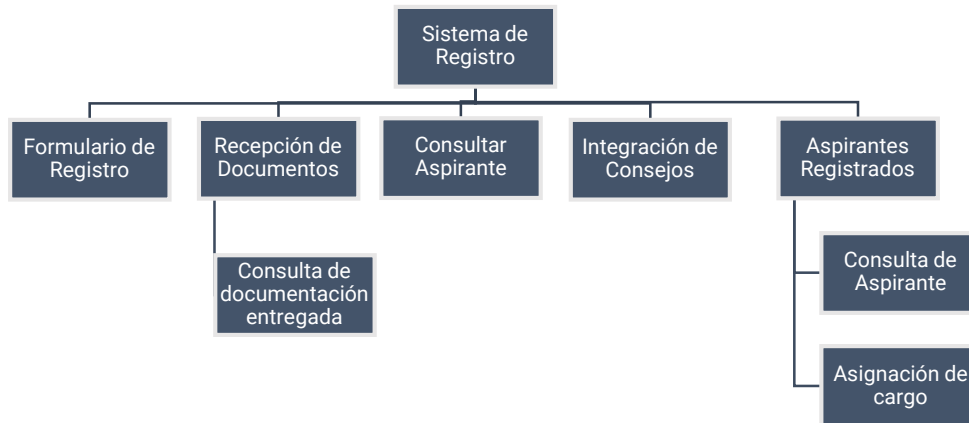 Sistema de
Registro
Formulario de
Registro
Recepción de
Documentos
Consultar
Aspirante
Integración de
Consejos
Aspirantes
Registrados
Consulta de
documentación
entregada
Consulta de
Aspirante
Asignación de
cargo